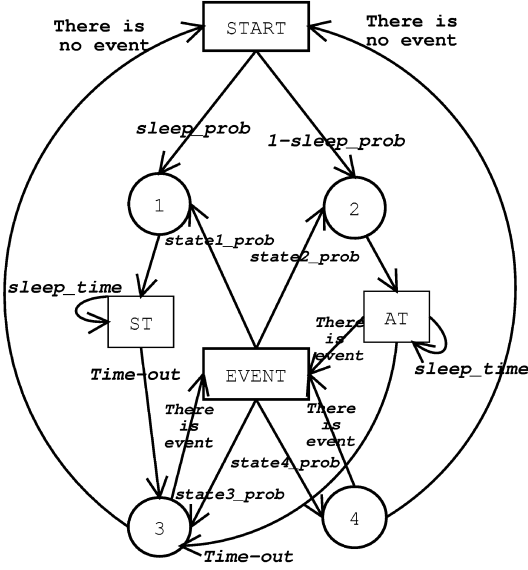 There is
no event
START
There is
no event
sleep_prob
1-sleep_prob
1
2
state1_prob
state2_prob
sleep_time
ST
There
is
event
AT
sleep_time
Time-out
EVENT
There
is
event
There
is
event
state4_prob
state3_prob
3
4
Time-out